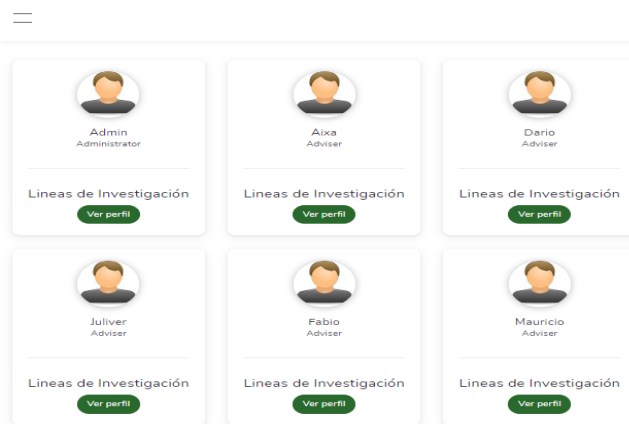 Admin
Administrator
Lineas de Investigación
Ver perfil
Aixa
Adviser
Lineas de Investigación
Ver perfil
Dario
Adviser
Lineas de Investigación
Ver perfil
Juliver
Adviser
Lineas de Investigación
Ver perfil
Fabio
Adviser
Lineas de Investigación
Ver perfil
Mauricio
Adviser
Lineas de Investigación
Ver perfil